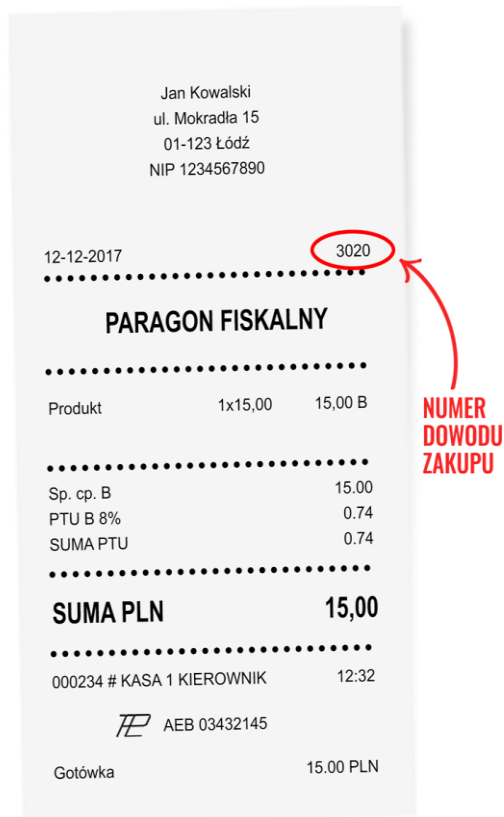 Jan Kowalski
ul. Mokradła 15
01-123 Łódź
NIP 1234567890
12-12-2017 3020
PARAGON FISKALNY
Produkt 1x15,00 15,00 B
Sp. cp. B 15.00
PTU B 8% 0.74
SUMA PTU 0.74
SUMA PLN 15,00
000234 # KASA 1 KIEROWNIK 12:32
AEB 03432145
Gotówka 15.00 PLN
NUMER
DOWODU
ZAKUPU